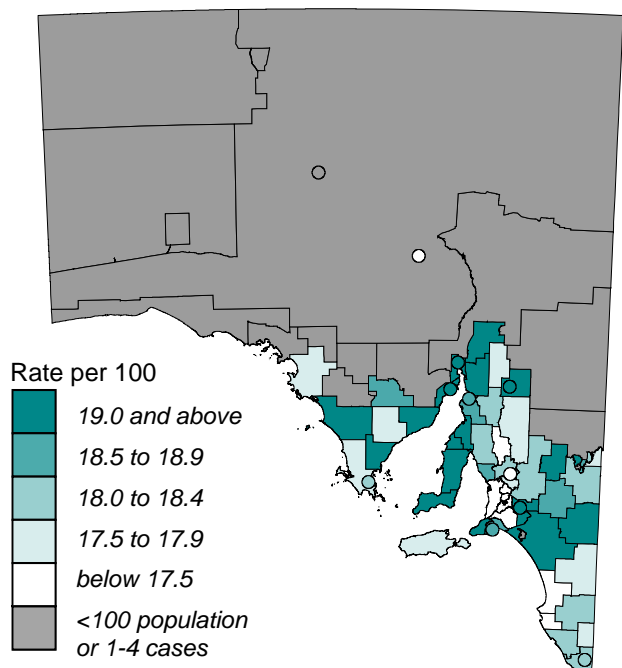 Rate per 100
19.0 and above
18.5 to 18.9
18.0 to 18.4
17.5 to 17.9
below 17.5
<100 population
or 1-4 cases